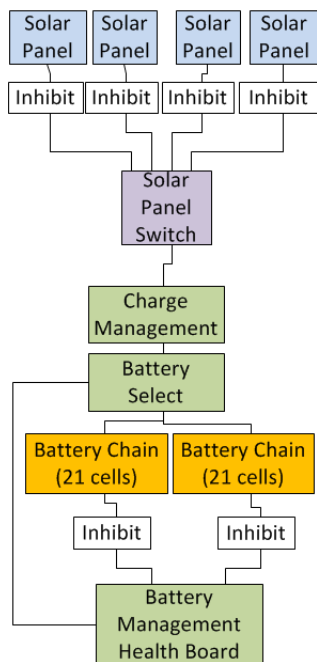 Solar Panel
Solar Panel
Solar Panel
Solar Panel
Inhibit
Inhibit
Inhibit
Inhibit
Solar
Panel
Switch
Charge
Management
Battery
Select
Battery Chain
(21 cells)
Battery Chain
(21 cells)
Inhibit
Inhibit
Battery
Management
Health Board